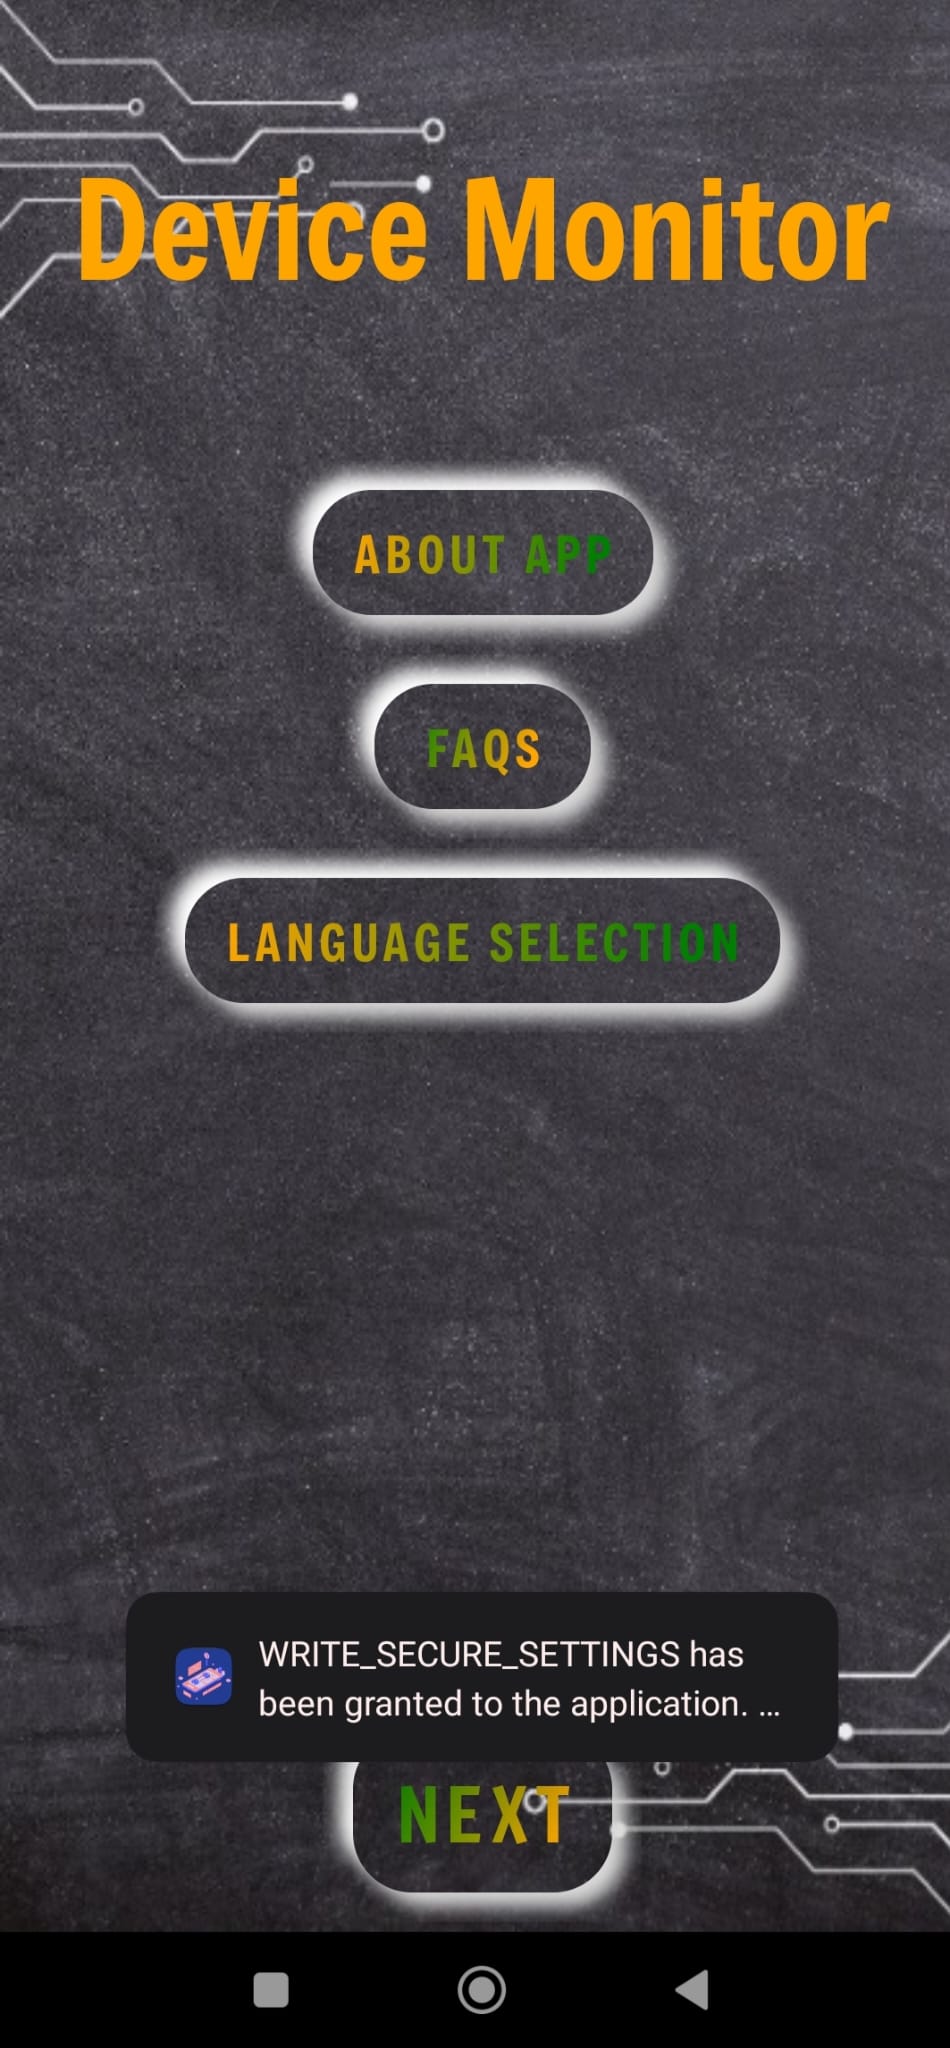 Device Monitor
ABOUT APP
FAQS
LANGUAGE SELECTION
WRITE_SECURE_SETTINGS has
been granted to the application. ...
NEXT